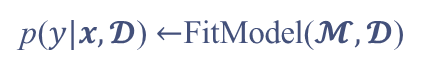 p(y|𝒙, 𝓓) ←FitModel(𝓜, 𝓓)